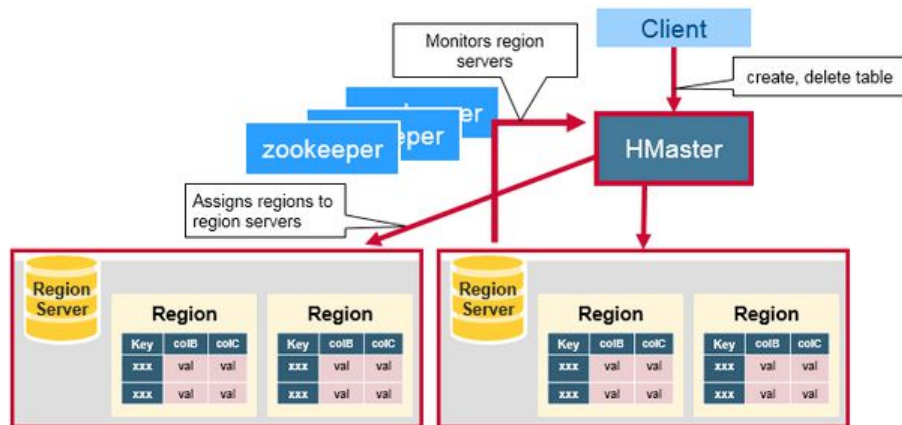 Client
Monitors region
servers
create, delete table
zookeeper
HMaster
Assigns regions to
region servers
Region
Server
Region
Key colB colC
xxx val val
xxx val val
Region
Key colB colC
xxx val val
xxx val val
Region
Server
Region
Key colB colC
xxx val val
xxx val val
Region
Key colB colC
xxx val val
xxx val val